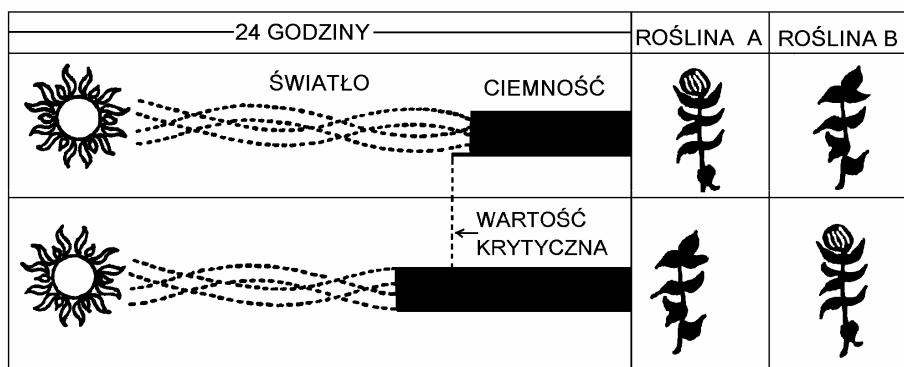 24 GODZINY
ROŚLINA A
ROŚLINA B
ŚWIATŁO
CIEMNOŚĆ
WARTOŚĆ
KRYTYCZNA